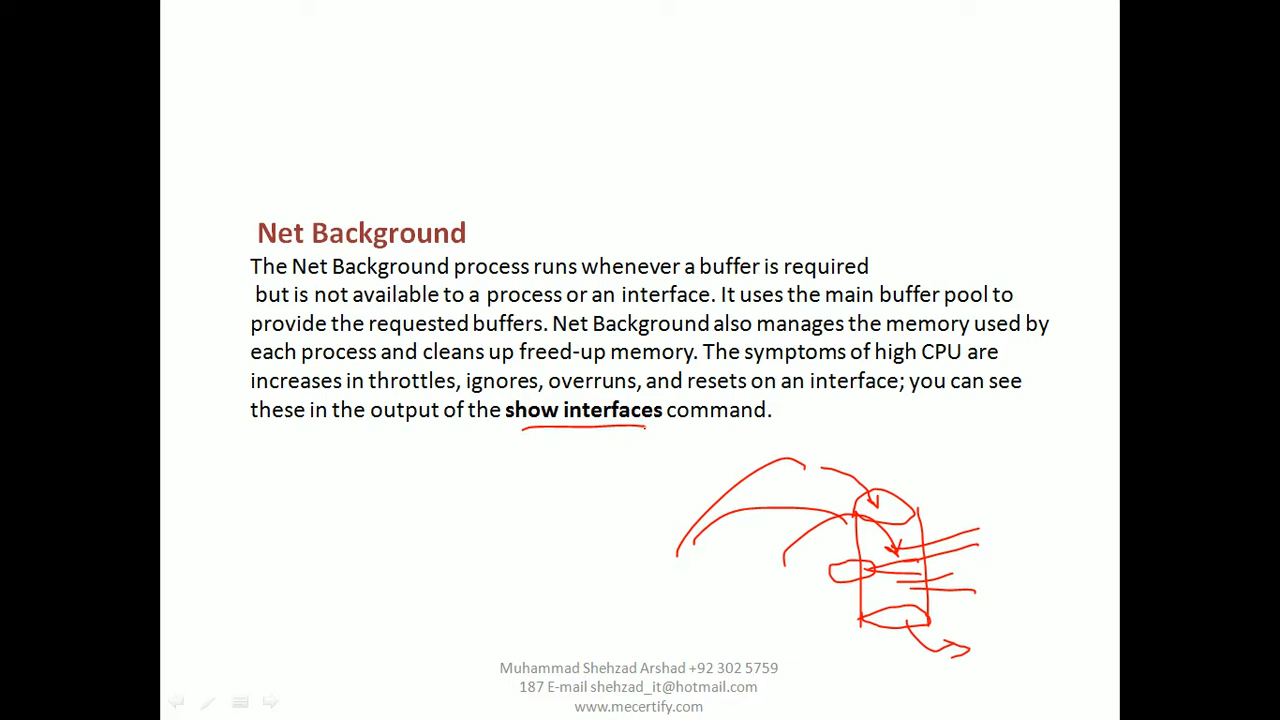 Net Background
The Net Background process runs whenever a buffer is required
but is not available to a process or an interface. It uses the main buffer pool to
provide the requested buffers. Net Background also manages the memory used by
each process and cleans up freed-up memory. The symptoms of high CPU are
increases in throttles, ignores, overruns, and resets on an interface; you can see
these in the output of the show interfaces command.
Muhammad Shehzad Arshad +92 302 5759
187 E-mail shehzad_it@hotmail.com
www.mecertify.com